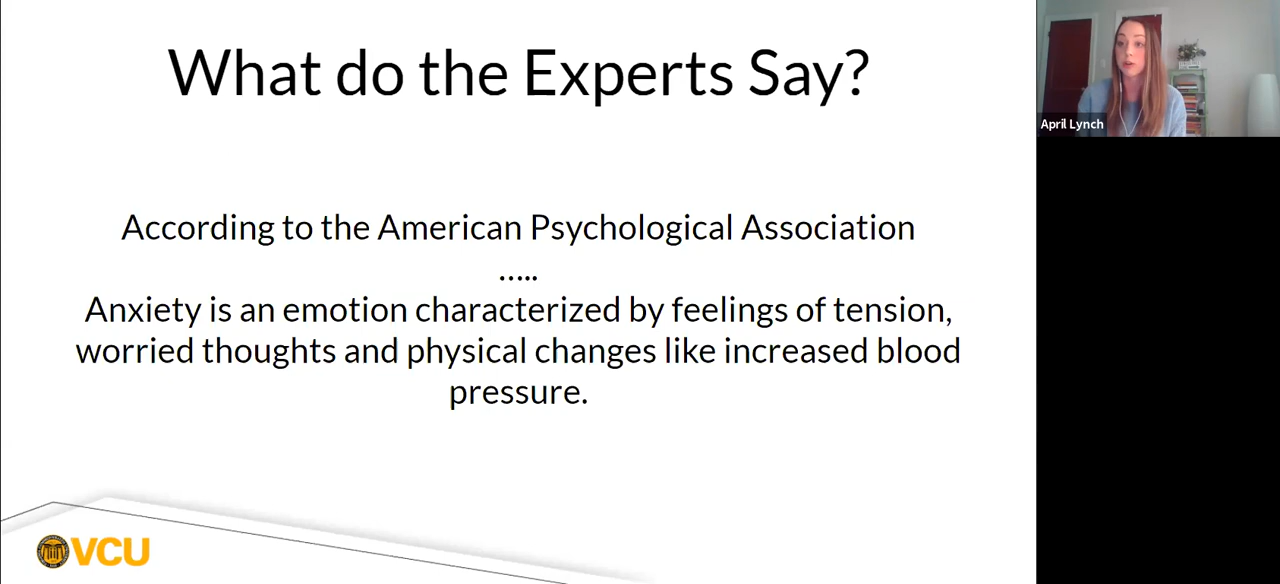 What do the Experts Say?
According to the American Psychological Association
.....
Anxiety is an emotion characterized by feelings of tension,
worried thoughts and physical changes like increased blood
pressure.
VCU
April Lynch